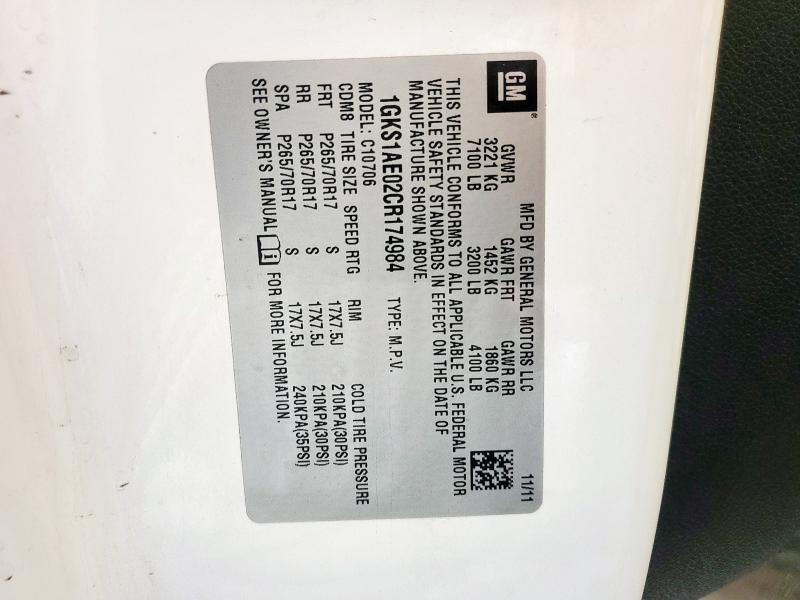 GM®
MFD BY GENERAL MOTORS LLC 11/11
GVWR GAWR FRT GAWR RR
3221 KG 1452 KG 1860 KG
7100 LB 3200 LB 4100 LB
THIS VEHICLE CONFORMS TO ALL APPLICABLE U.S. FEDERAL MOTOR
VEHICLE SAFETY STANDARDS IN EFFECT ON THE DATE OF
MANUFACTURE SHOWN ABOVE.
1GKS1AE02CR174984 TYPE: M.P.V.
MODEL: C10706
CDM8 TIRE SIZE SPEED RTG RIM COLD TIRE PRESSURE
FRT P265/70R17 S 17X7.5J 210KPA(30PSI)
RR P265/70R17 S 17X7.5J 210KPA(30PSI)
SPA P265/70R17 S 17X7.5J 240KPA(35PSI)
SEE OWNER'S MANUAL i FOR MORE INFORMATION.